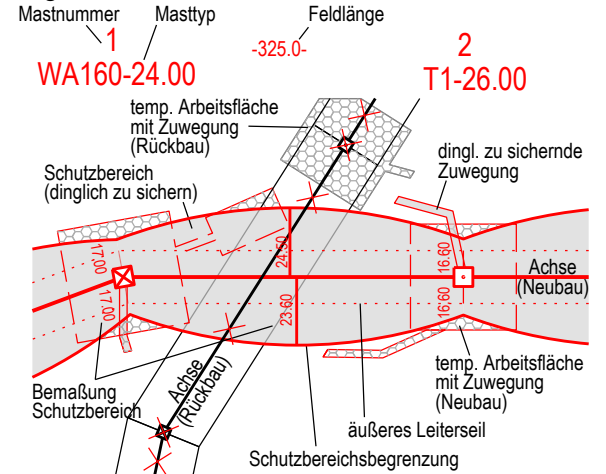 Mastnummer
Masttyp
Feldlänge
1
WA160-24.00
-325.0-
2
T1-26.00
temp. Arbeitsfläche
mit Zuwegung
(Rückbau)
dingl. zu sichernde
Zuwegung
Schutzbereich
(dinglich zu sichern)
17.00
17.00
24.50
23.60
16.60
16.60
Achse
(Neubau)
Achse
(Rückbau)
Bemaßung
Schutzbereich
temp. Arbeitsfläche
mit Zuwegung
(Neubau)
äußeres Leiterseil
Schutzbereichsbegrenzung